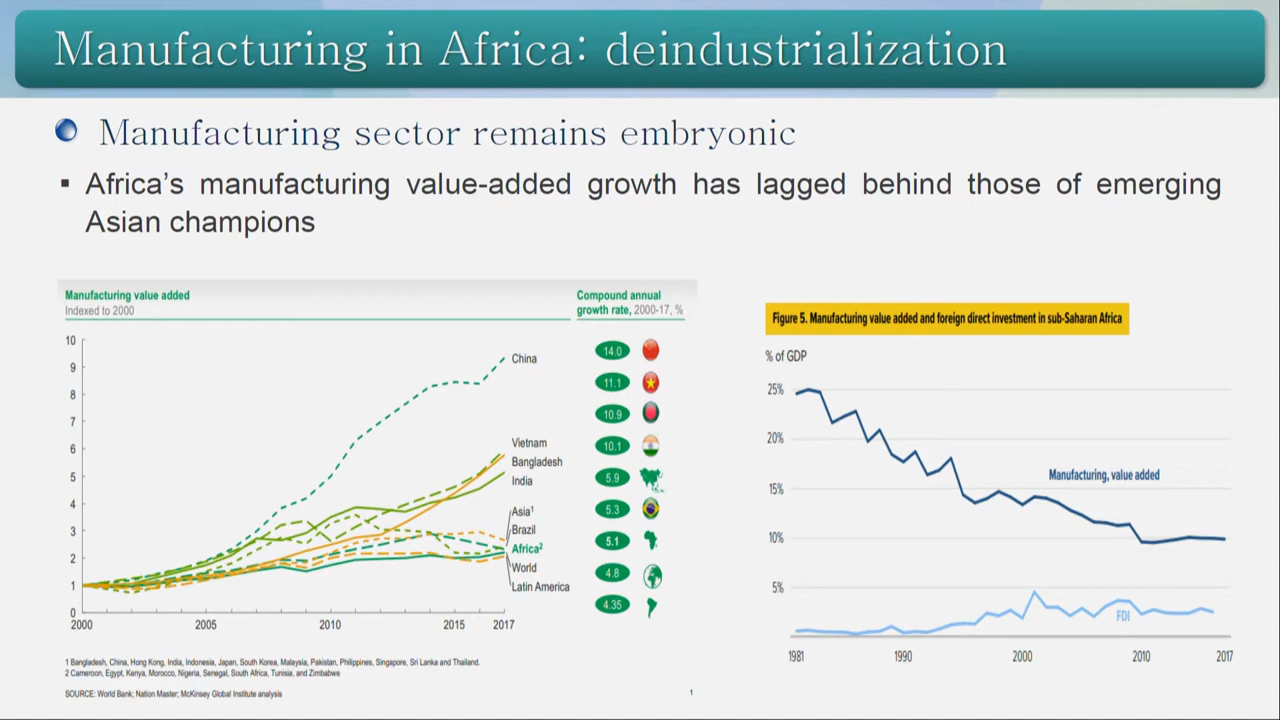 Manufacturing in Africa: deindustrialization
Manufacturing sector remains embryonic
▪ Africa's manufacturing value-added growth has lagged behind those of emerging
Asian champions
Manufacturing value added
Indexed to 2000
Compound annual
growth rate, 2000-17, %
10
9
8
7
6
5
4
3
2
1
0
2000
2005
2010
2015
2017
China
Vietnam
Bangladesh
India
Asia¹
Brazil
Africa²
World
Latin America
14.0
11.1
10.9
10.1
5.9
5.3
5.1
4.8
4.35
1 Bangladesh, China, Hong Kong, India, Indonesia, Japan, South Korea, Malaysia, Pakistan, Philippines, Singapore, Sri Lanka and Thailand.
2 Cameroon, Egypt, Kenya, Morocco, Nigeria, Senegal, South Africa, Tunisia, and Zimbabwe
SOURCE: World Bank; Nation Master; McKinsey Global Institute analysis
1
Figure 5. Manufacturing value added and foreign direct investment in sub-Saharan Africa
% of GDP
25%
20%
15%
10%
5%
Manufacturing, value added
FDI
1981
1990
2000
2010
2017